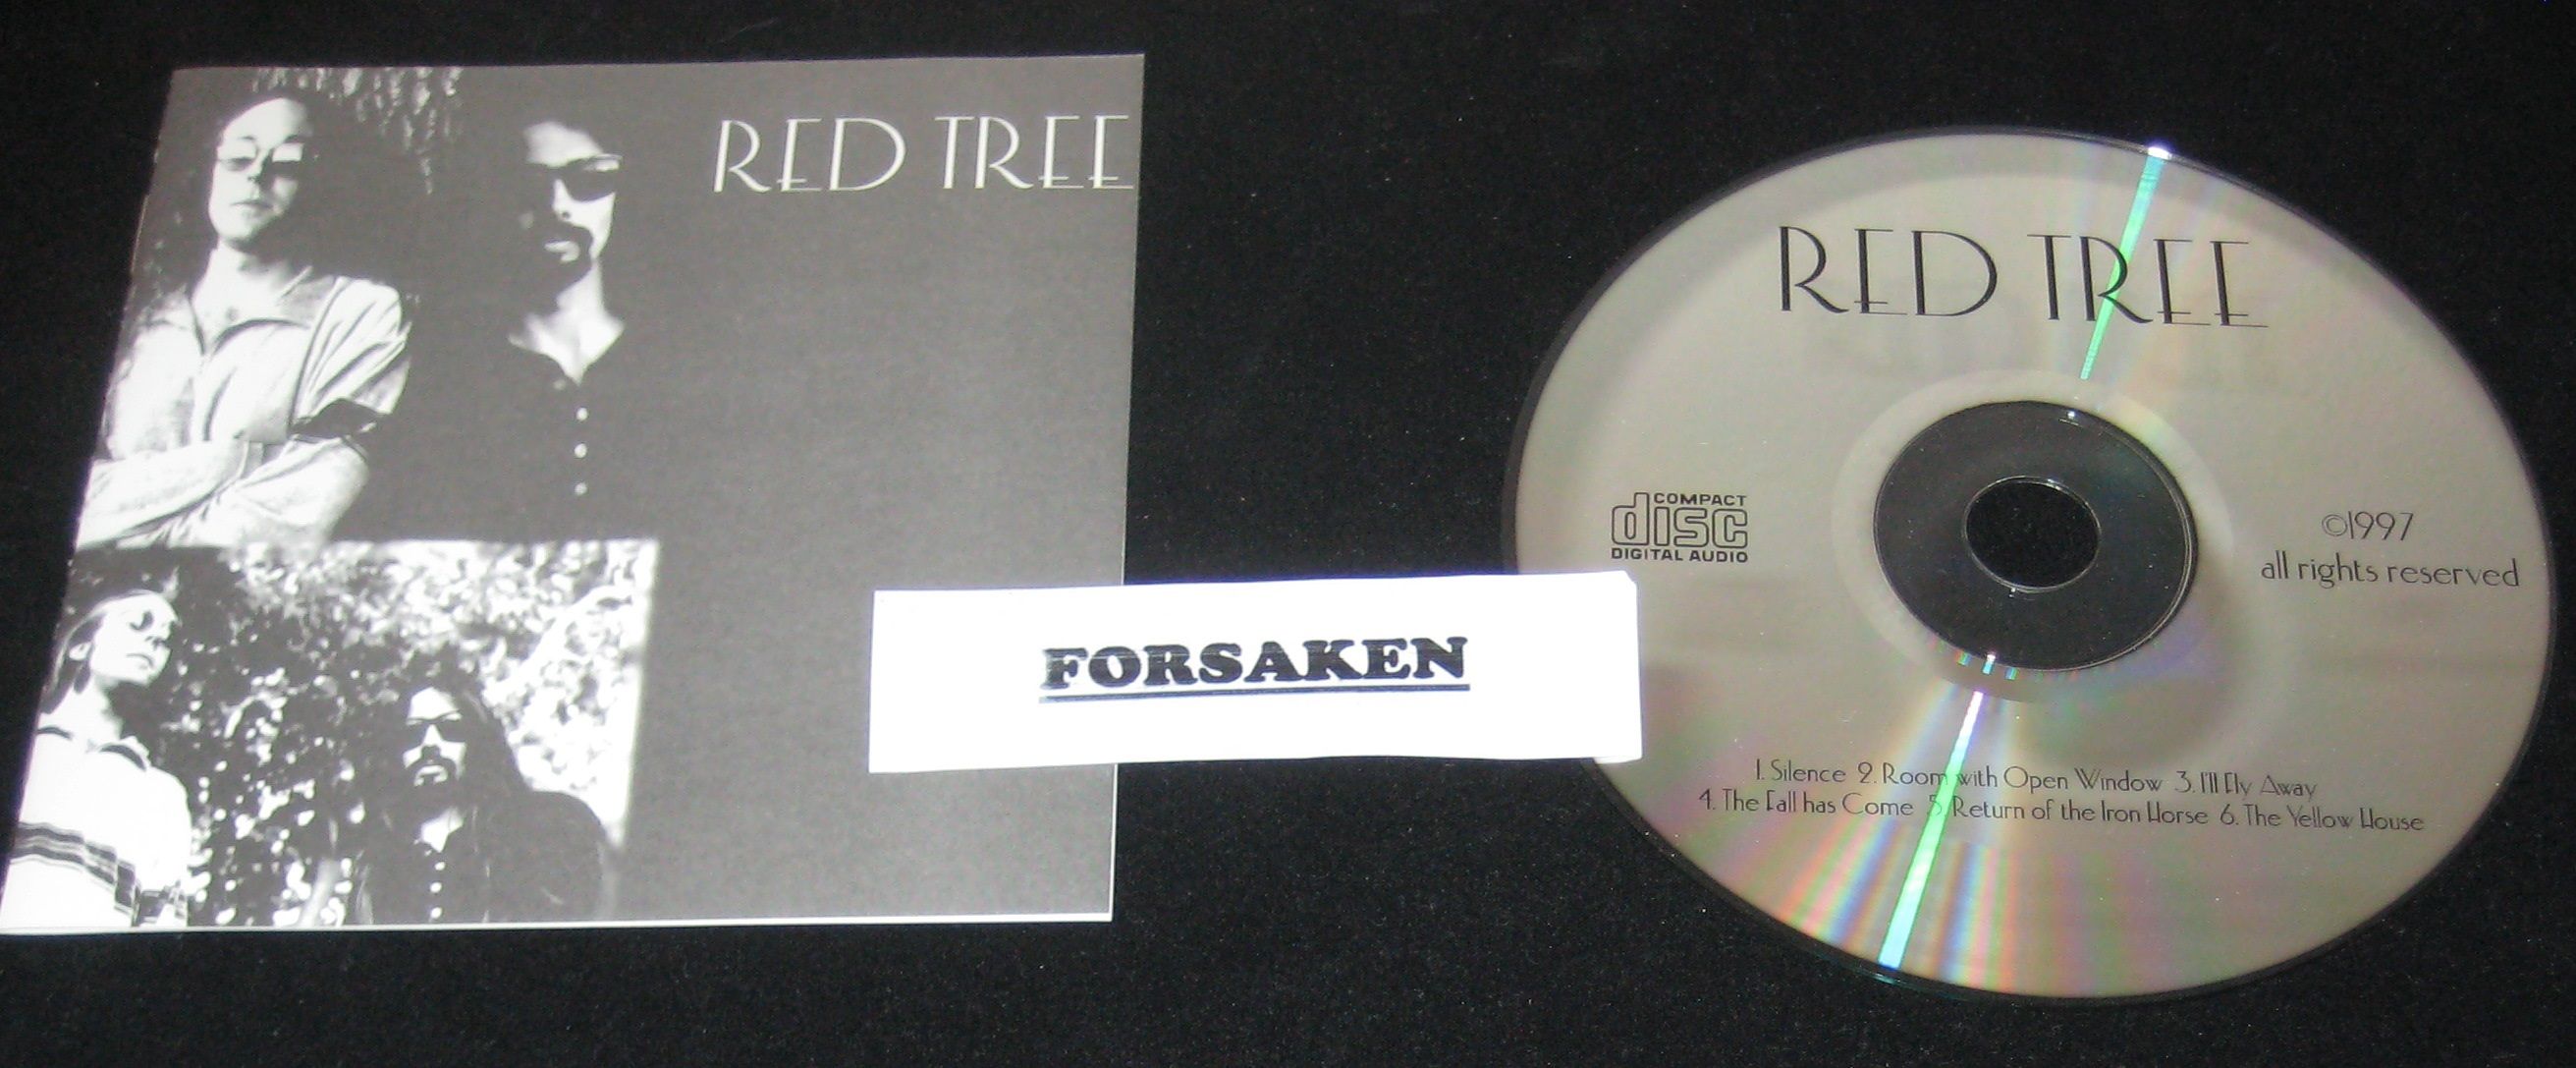 RED TREE
RED TREE
COMPACT
disc
DIGITAL AUDIO
©1997
all rights reserved
FORSAKEN
1. Silence 2. Room with Open Window 3. I'll Fly Away
4. The Fall has Come 5. Return of the Iron Horse 6. The Yellow House